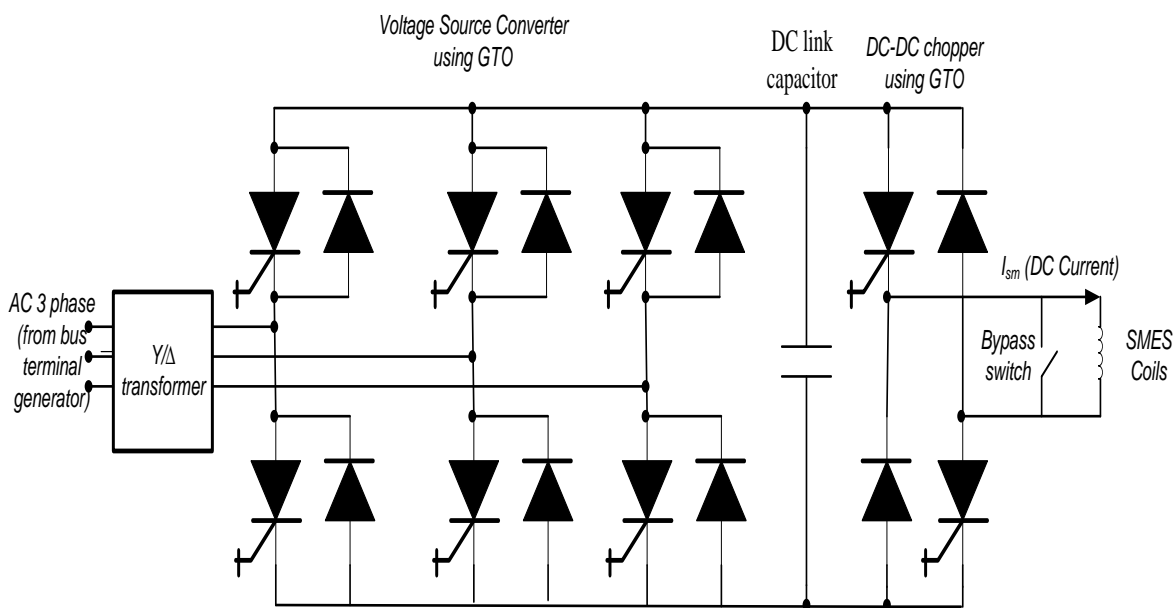 Voltage Source Converter
using GTO
DC link
capacitor
DC-DC chopper
using GTO
I_sm (DC Current)
AC 3 phase
(from bus
terminal
generator)
Y/Δ
transformer
Bypass
switch
SMES
Coils